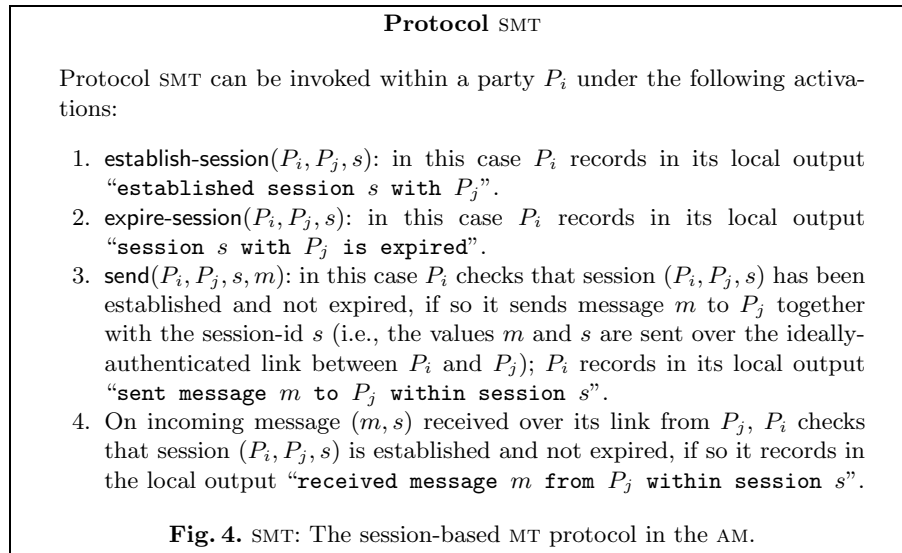 Protocol SMT
Protocol SMT can be invoked within a party P_i under the following activa-
tions:
1. establish-session(P_i, P_j, s): in this case P_i records in its local output
"established session s with P_j".
2. expire-session(P_i, P_j, s): in this case P_i records in its local output
"session s with P_j is expired".
3. send(P_i, P_j, s, m): in this case P_i checks that session (P_i, P_j, s) has been
established and not expired, if so it sends message m to P_j together
with the session-id s (i.e., the values m and s are sent over the ideally-
authenticated link between P_i and P_j); P_i records in its local output
"sent message m to P_j within session s".
4. On incoming message (m, s) received over its link from P_j, P_i checks
that session (P_i, P_j, s) is established and not expired, if so it records in
the local output "received message m from P_j within session s".
Fig. 4. SMT: The session-based MT protocol in the AM.